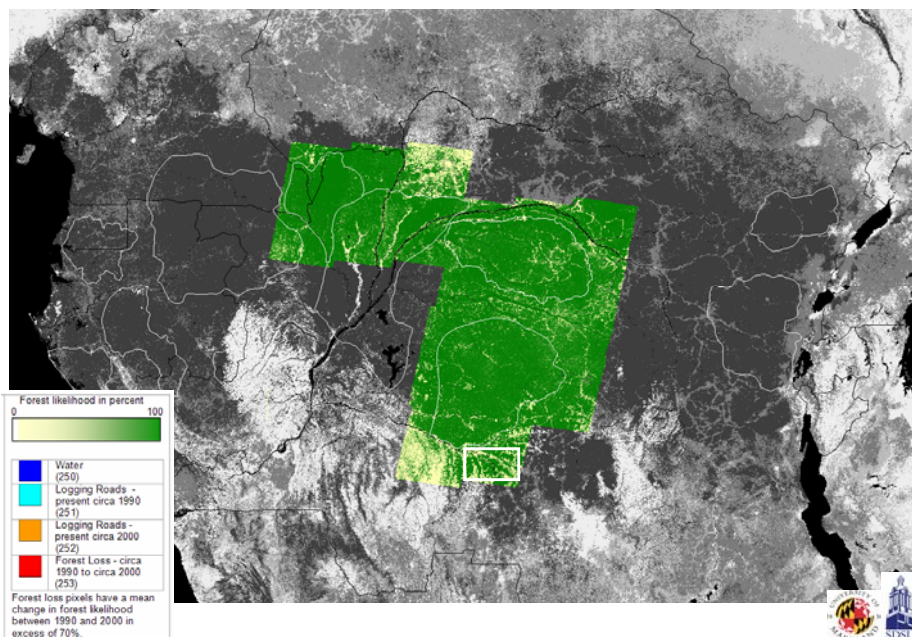 Forest likelihood in percent
0 100
Water
(250)
Logging Roads -
present circa 1990
(251)
Logging Roads -
present circa 2000
(252)
Forest Loss - circa
1990 to circa 2000
(253)
Forest loss pixels have a mean
change in forest likelihood
between 1990 and 2000 in
excess of 70%.
UNIVERSITY OF